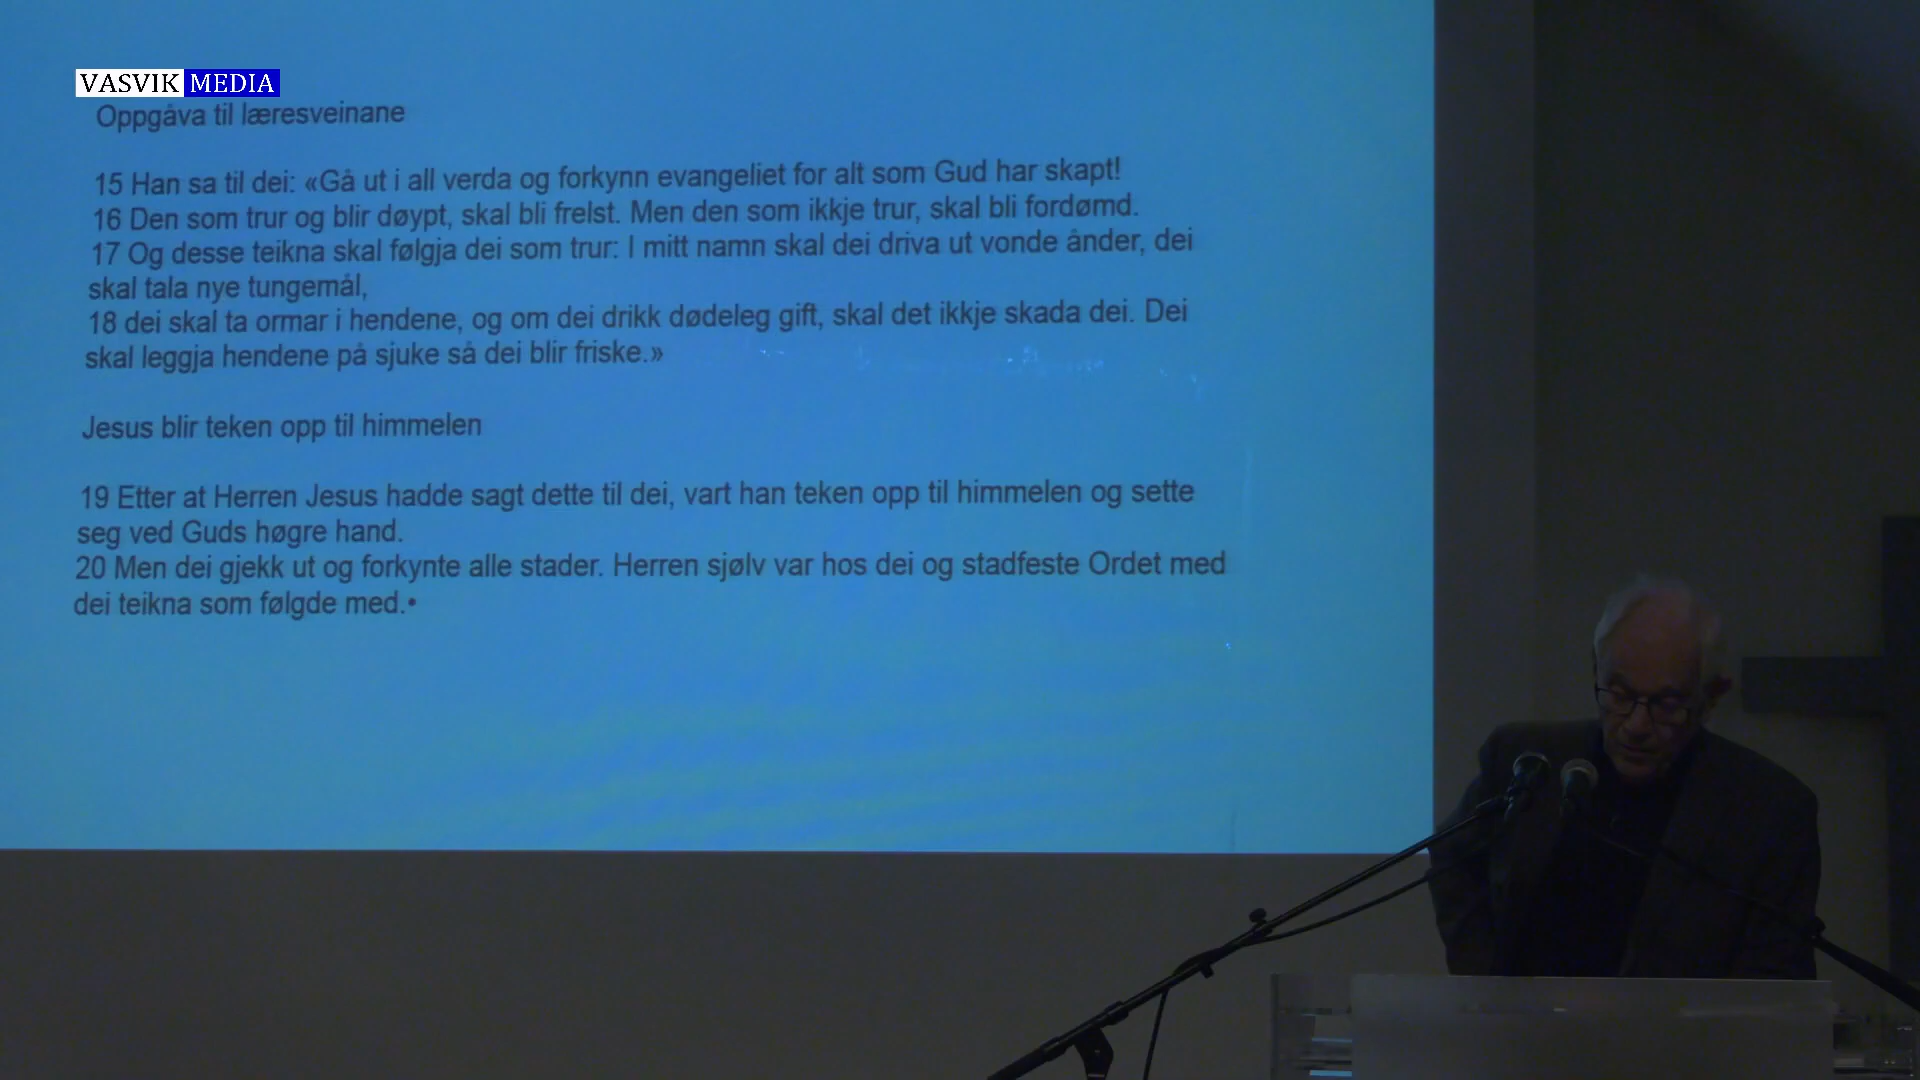 VASVIK MEDIA
Oppgåva til læresveinane
15 Han sa til dei: «Gå ut i all verda og forkynn evangeliet for alt som Gud har skapt!
16 Den som trur og blir døypt, skal bli frelst. Men den som ikkje trur, skal bli fordømd.
17 Og desse teikna skal følgja dei som trur: I mitt namn skal dei driva ut vonde ånder, dei
skal tala nye tungemål,
18 dei skal ta ormar i hendene, og om dei drikk dødeleg gift, skal det ikkje skada dei. Dei
skal leggja hendene på sjuke så dei blir friske.»
Jesus blir teken opp til himmelen
19 Etter at Herren Jesus hadde sagt dette til dei, vart han teken opp til himmelen og sette
seg ved Guds høgre hand.
20 Men dei gjekk ut og forkynte alle stader. Herren sjølv var hos dei og stadfeste Ordet med
dei teikna som følgde med.•